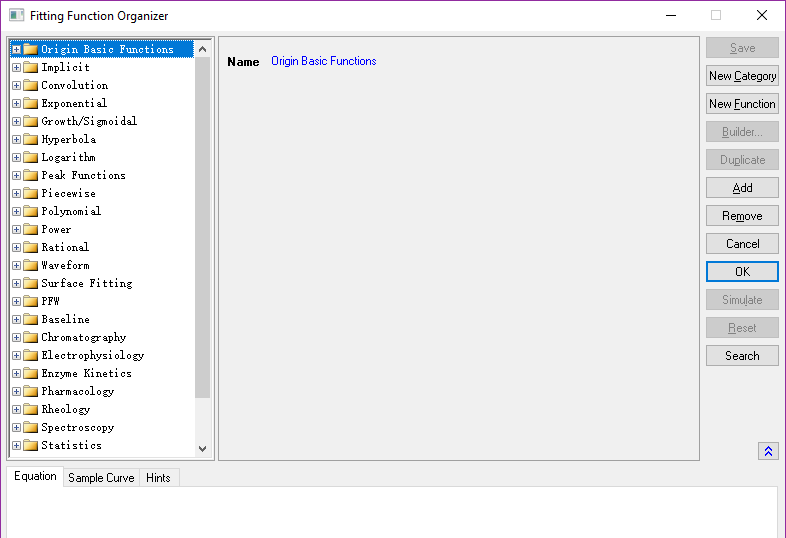 Fitting Function Organizer
Origin Basic Functions
Implicit
Convolution
Exponential
Growth/Sigmoidal
Hyperbola
Logarithm
Peak Functions
Piecewise
Polynomial
Power
Rational
Waveform
Surface Fitting
PFW
Baseline
Chromatography
Electrophysiology
Enzyme Kinetics
Pharmacology
Rheology
Spectroscopy
Statistics
Name Origin Basic Functions
Save
New Category
New Function
Builder...
Duplicate
Add
Remove
Cancel
OK
Simulate
Reset
Search
Equation Sample Curve Hints